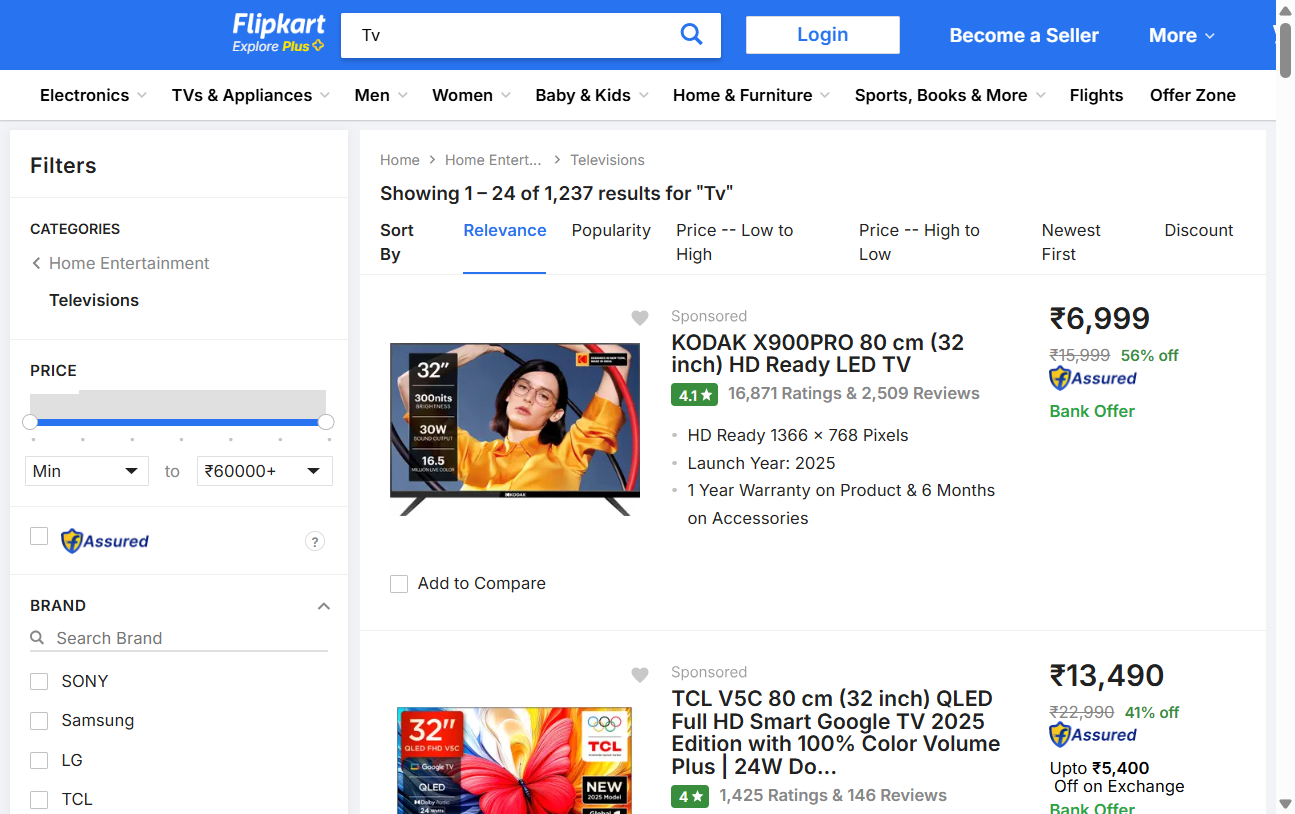 Flipkart
Explore Plus
Tv
Login
Become a Seller
More
Electronics
TVs & Appliances
Men
Women
Baby & Kids
Home & Furniture
Sports, Books & More
Flights
Offer Zone
Filters
CATEGORIES
Home Entertainment
Televisions
PRICE
Min
to
₹60000+
Assured
?
BRAND
Search Brand
SONY
Samsung
LG
TCL
Home
Home Entert...
Televisions
Showing 1 – 24 of 1,237 results for "Tv"
Sort By
Relevance
Popularity
Price -- Low to High
Price -- High to Low
Newest First
Discount
32”
300nits
BRIGHTNESS
30W
SOUND OUTPUT
16.5
MILLION LIVE COLOR
KODAK
Add to Compare
Sponsored
KODAK X900PRO 80 cm (32
inch) HD Ready LED TV
4.1★
16,871 Ratings & 2,509 Reviews
HD Ready 1366 × 768 Pixels
Launch Year: 2025
1 Year Warranty on Product & 6 Months
on Accessories
₹6,999
₹15,999 56% off
Assured
Bank Offer
32”
QLED FHD V5C
Google TV
QLED
Dolby Audio
24 Watts
TCL
NEW
2025 Model
Sponsored
TCL V5C 80 cm (32 inch) QLED
Full HD Smart Google TV 2025
Edition with 100% Color Volume
Plus | 24W Do...
4★
1,425 Ratings & 146 Reviews
₹13,490
₹22,990 41% off
Assured
Upto ₹5,400
Off on Exchange
Bank Offer